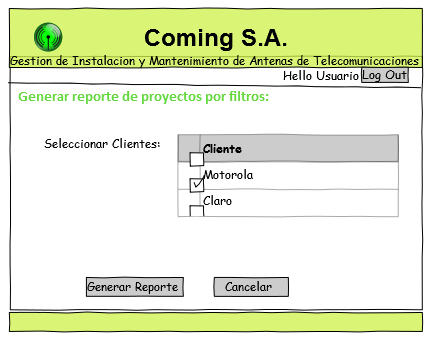 Coming S.A.
Gestion de Instalacion y Mantenimiento de Antenas de Telecomunicaciones
Hello Usuario Log Out
Generar reporte de proyectos por filtros:
Seleccionar Clientes:
Cliente
Motorola
Claro
Generar Reporte
Cancelar